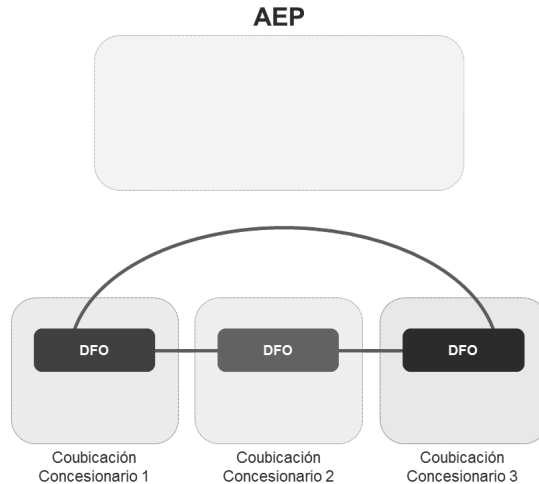 AEP
DFO
DFO
DFO
Coubicación
Concesionario 1
Coubicación
Concesionario 2
Coubicación
Concesionario 3